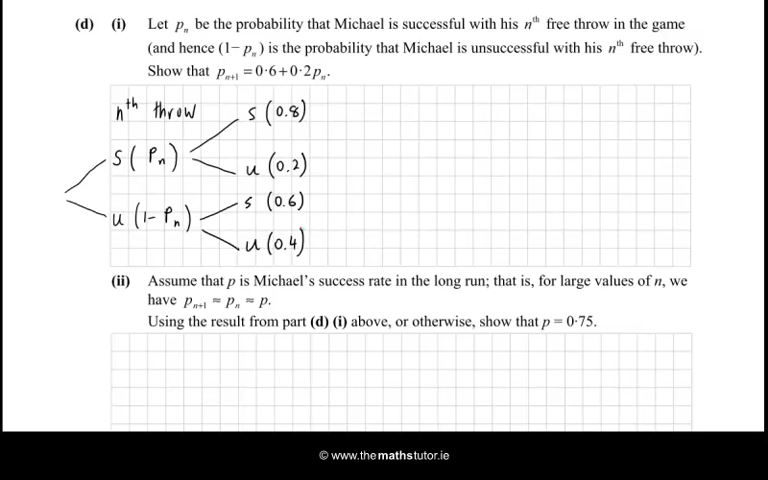 (d) (i) Let pₙ be the probability that Michael is successful with his nᵗʰ free throw in the game
(and hence (1−pₙ) is the probability that Michael is unsuccessful with his nᵗʰ free throw).
Show that pₙ₊₁ = 0·6+0·2pₙ.
nᵗʰ throw
S (0.8)
S (Pₙ)
u (0.2)
S (0.6)
u (1-Pₙ)
u (0.4)
(ii) Assume that p is Michael's success rate in the long run; that is, for large values of n, we
have pₙ₊₁ ≈ pₙ ≈ p.
Using the result from part (d) (i) above, or otherwise, show that p = 0·75.
© www.themathstutor.ie